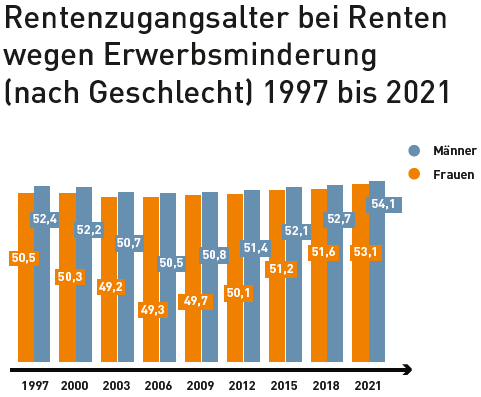 Rentenzugangsalter bei Renten
wegen Erwerbsminderung
(nach Geschlecht) 1997 bis 2021
Männer
Frauen
50,5 52,4 50,3 52,2 49,2 50,7 49,3 50,5 49,7 50,8 50,1 51,4 51,2 52,1 51,6 52,7 53,1 54,1
1997 2000 2003 2006 2009 2012 2015 2018 2021